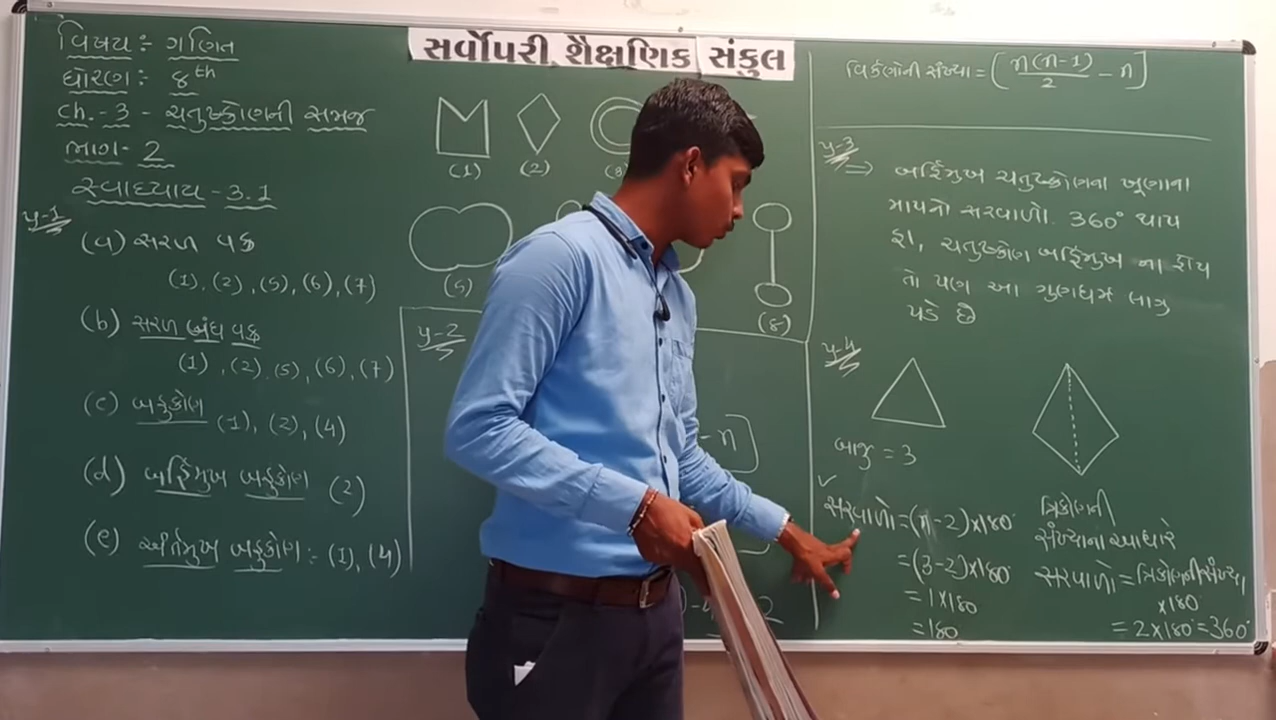 સર્વોપરી શૈક્ષણિક સંકુલ
વિષય :- ગણિત
ધોરણ :- 8th
ch.-3 - ચતુષ્કોણની સમજ
ભાગ- 2
સ્વાધ્યાય-3.1
પ્ર-1
(a) સરળ વક્ર
(1), (2), (5), (6), (7)
(b) સરળ બંધ વક્ર
(1), (2), (5), (6), (7)
(c) બહુકોણ (1), (2), (4)
(d) બર્હિમુખ બહુકોણ (2)
(e) અંર્તમુખ બહુકોણ :- (1), (4)
(1) (2) (3)
(5)
(8)
પ્ર-2
- n
વિકર્ણોની સંખ્યા = (n(n-1)/2 - n]
પ્ર-3
=> બર્હિમુખ ચતુષ્કોણના ખૂણાના
માપનો સરવાળો. 360° થાય
હા, ચતુષ્કોણ બર્હિમુખ ના હોય
તો પણ આ ગુણધર્મ લાગુ
પડે છે
પ્ર-4
બાજુ = 3
સરવાળો = (n-2)×180°
= (3-2)×180°
= 1×180
= 180
ત્રિકોણની
સંખ્યાના આધારે
સરવાળો = ત્રિકોણની સંખ્યા
×180°
= 2×180°=360°